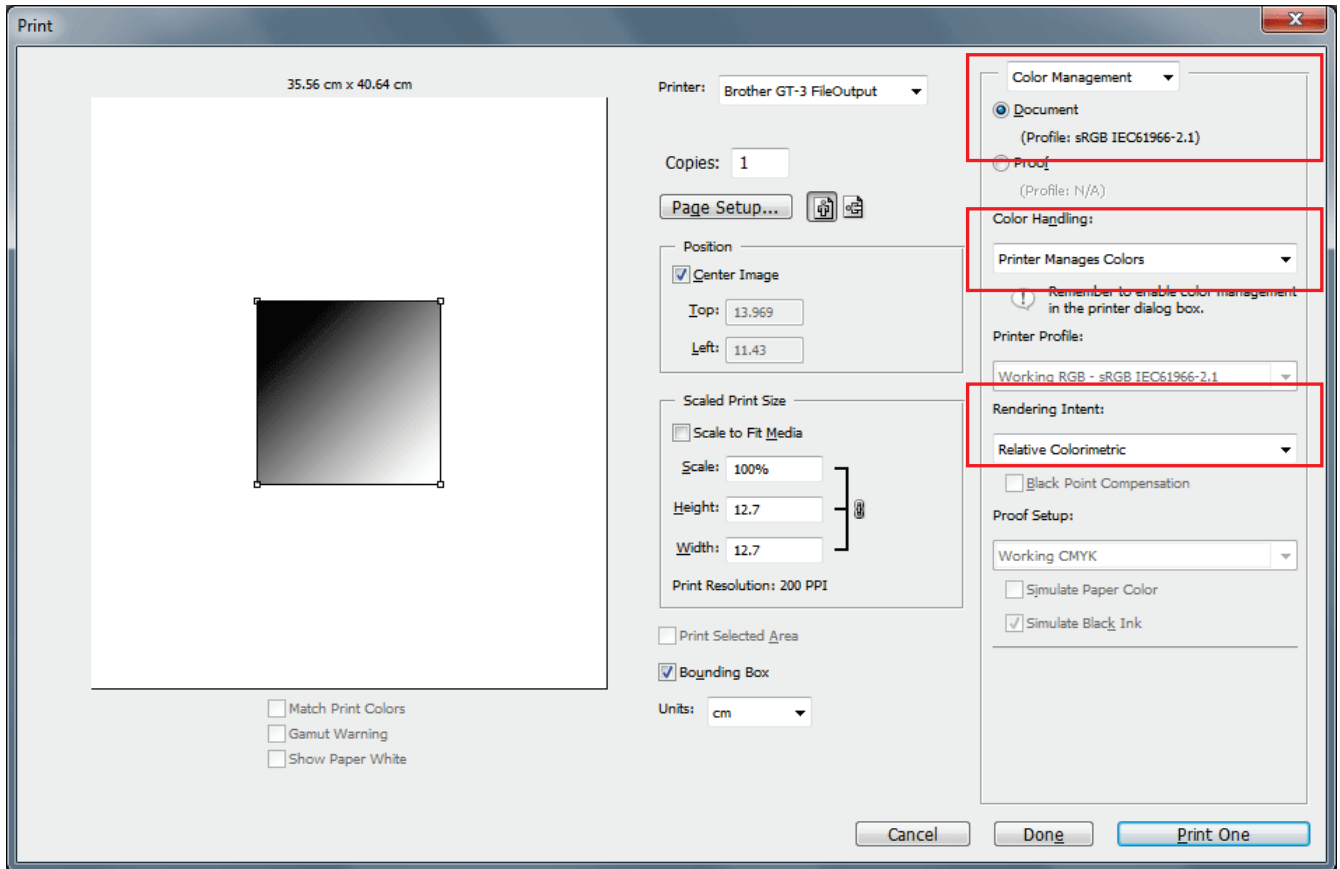 Print
35.56 cm x 40.64 cm
Match Print Colors
Gamut Warning
Show Paper White
Printer: Brother GT-3 FileOutput
Copies: 1
Page Setup...
Position
Center Image
Top: 13.969
Left: 11.43
Scaled Print Size
Scale to Fit Media
Scale: 100%
Height: 12.7
Width: 12.7
Print Resolution: 200 PPI
Print Selected Area
Bounding Box
Units: cm
Color Management
Document
(Profile: sRGB IEC61966-2.1)
Proof
(Profile: N/A)
Color Handling:
Printer Manages Colors
Remember to enable color management
in the printer dialog box.
Printer Profile:
Working RGB - sRGB IEC61966-2.1
Rendering Intent:
Relative Colorimetric
Black Point Compensation
Proof Setup:
Working CMYK
Simulate Paper Color
Simulate Black Ink
Cancel
Done
Print One